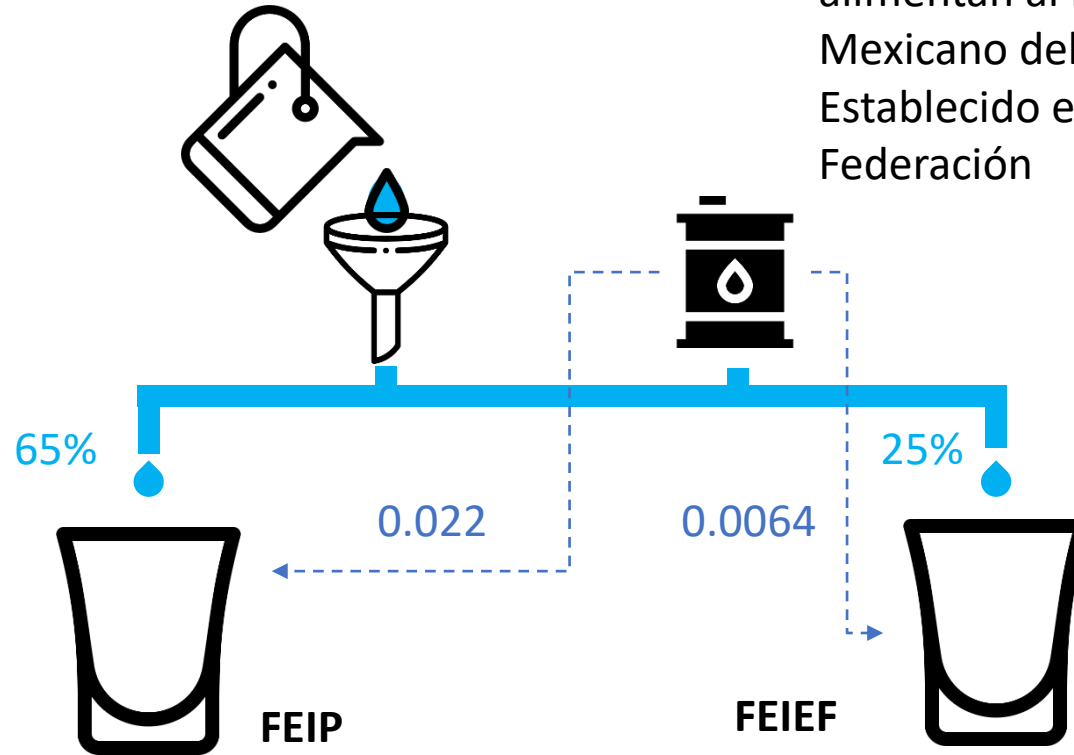 Mexicano del
Establecido e
Federación
65%
25%
0.022
0.0064
FEIP
FEIEF